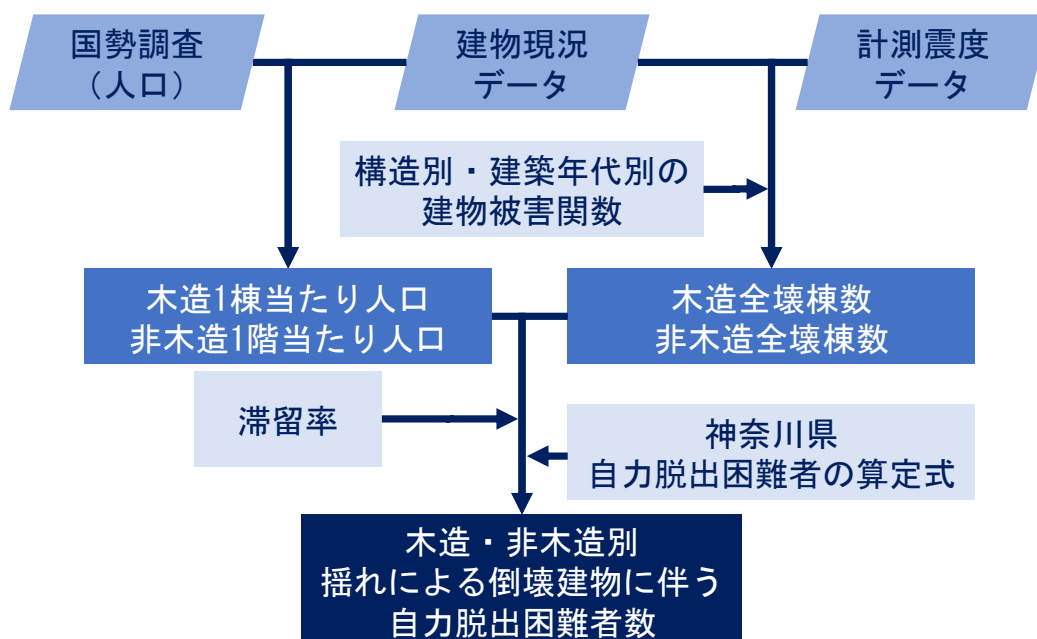 国勢調査
（人口）
建物現況
データ
計測震度
データ
構造別・建築年代別の
建物被害関数
木造1棟当たり人口
非木造1階当たり人口
木造全壊棟数
非木造全壊棟数
滞留率
神奈川県
自力脱出困難者の算定式
木造・非木造別
揺れによる倒壊建物に伴う
自力脱出困難者数